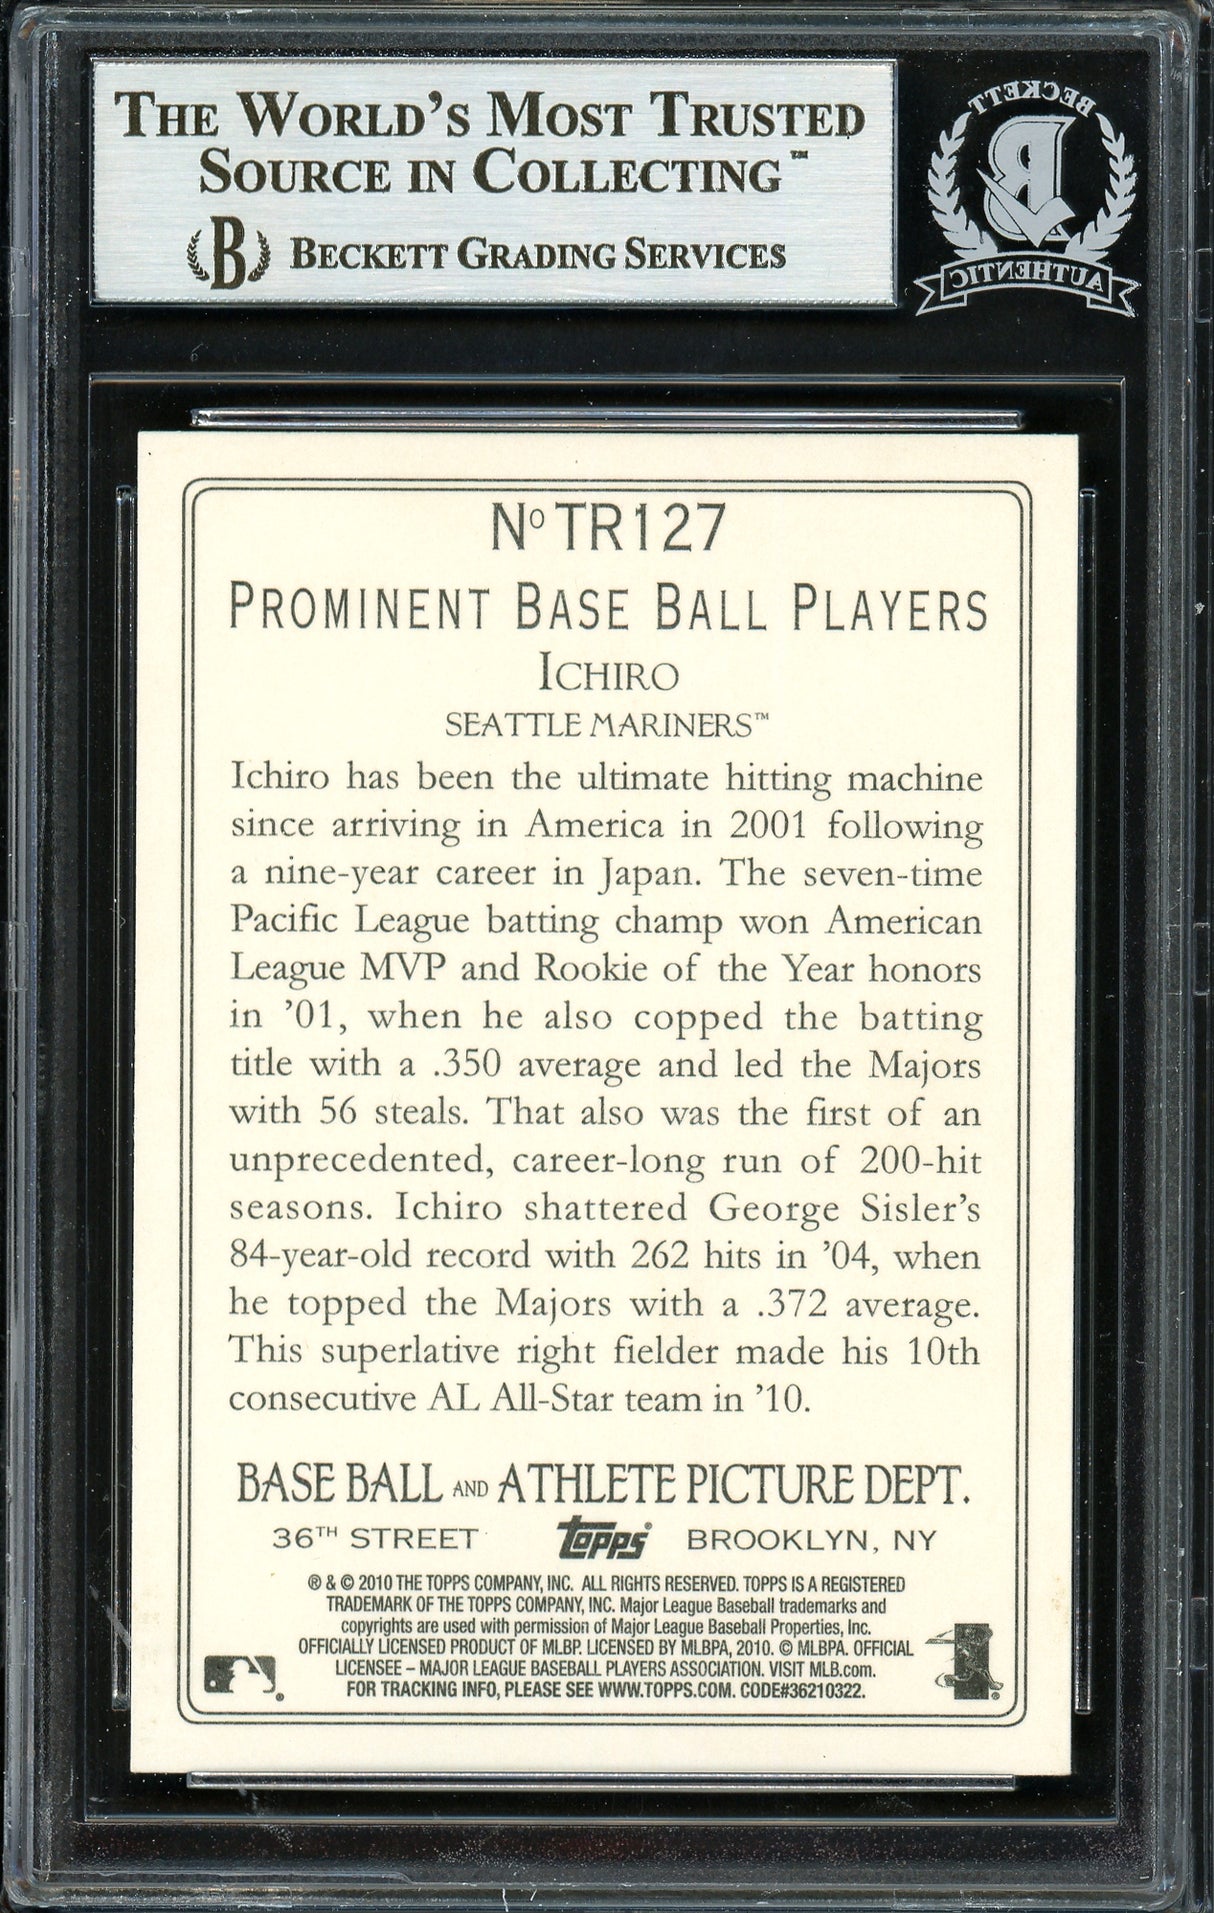 THE WORLD'S MOST TRUSTED
SOURCE IN COLLECTING™
B BECKETT GRADING SERVICES
BECKETT
B
AUTHENTIC
Nº TR127
PROMINENT BASE BALL PLAYERS
ICHIRO
SEATTLE MARINERS™
Ichiro has been the ultimate hitting machine
since arriving in America in 2001 following
a nine-year career in Japan. The seven-time
Pacific League batting champ won American
League MVP and Rookie of the Year honors
in '01, when he also copped the batting
title with a .350 average and led the Majors
with 56 steals. That also was the first of an
unprecedented, career-long run of 200-hit
seasons. Ichiro shattered George Sisler's
84-year-old record with 262 hits in '04, when
he topped the Majors with a .372 average.
This superlative right fielder made his 10th
consecutive AL All-Star team in '10.
BASE BALL AND ATHLETE PICTURE DEPT.
36TH STREET topps® BROOKLYN, NY
® & © 2010 THE TOPPS COMPANY, INC. ALL RIGHTS RESERVED. TOPPS IS A REGISTERED
TRADEMARK OF THE TOPPS COMPANY, INC. Major League Baseball trademarks and
copyrights are used with permission of Major League Baseball Properties, Inc.
OFFICIALLY LICENSED PRODUCT OF MLBP. LICENSED BY MLBPA, 2010. © MLBPA. OFFICIAL
LICENSEE – MAJOR LEAGUE BASEBALL PLAYERS ASSOCIATION. VISIT MLB.com.
FOR TRACKING INFO, PLEASE SEE WWW.TOPPS.COM. CODE#36210322.